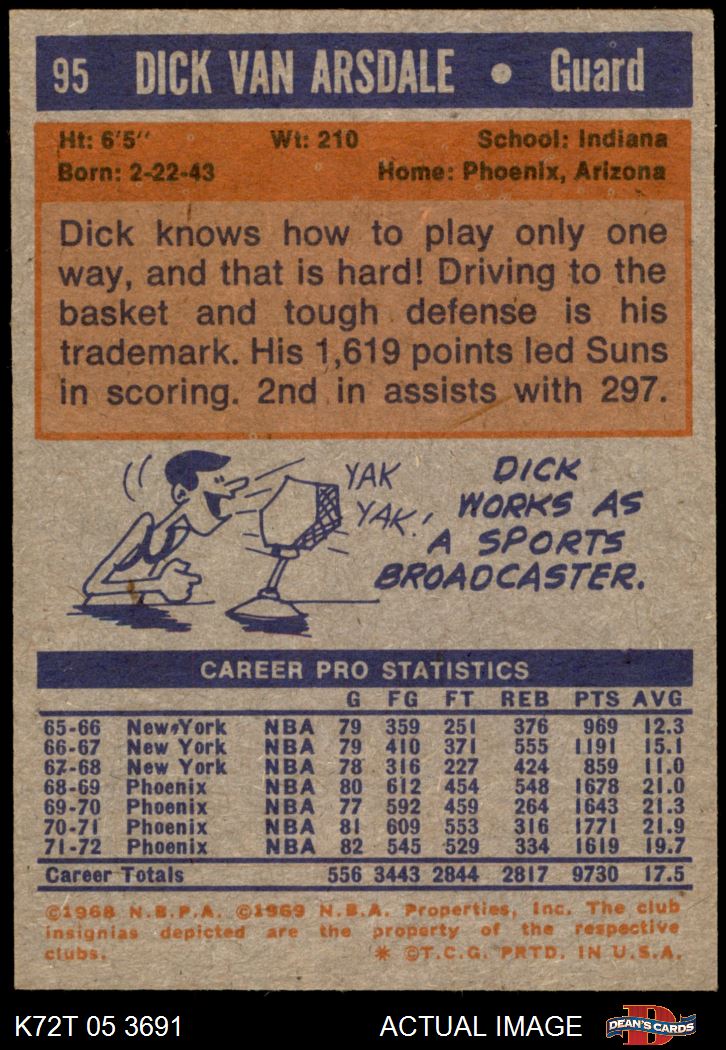 95 DICK VAN ARSDALE • Guard
Ht: 6'5" Wt: 210 School: Indiana
Born: 2-22-43 Home: Phoenix, Arizona
Dick knows how to play only one
way, and that is hard! Driving to the
basket and tough defense is his
trademark. His 1,619 points led Suns
in scoring. 2nd in assists with 297.
YAK
YAK!
DICK
WORKS AS
A SPORTS
BROADCASTER.
CAREER PRO STATISTICS
G FG FT REB PTS AVG
65-66 New York NBA 79 359 251 376 969 12.3
66-67 New York NBA 79 410 371 555 1191 15.1
67-68 New York NBA 78 316 227 424 859 11.0
68-69 Phoenix NBA 80 612 454 548 1678 21.0
69-70 Phoenix NBA 77 592 459 264 1643 21.3
70-71 Phoenix NBA 81 609 553 316 1771 21.9
71-72 Phoenix NBA 82 545 529 334 1619 19.7
Career Totals 556 3443 2844 2817 9730 17.5
©1968 N.B.P.A. ©1969 N.B.A. Properties, Inc. The club
insignias depicted are the property of the respective
clubs. * ©T.C.G. PRTD. IN U.S.A.
K72T 05 3691 ACTUAL IMAGE D DEAN'S CARDS